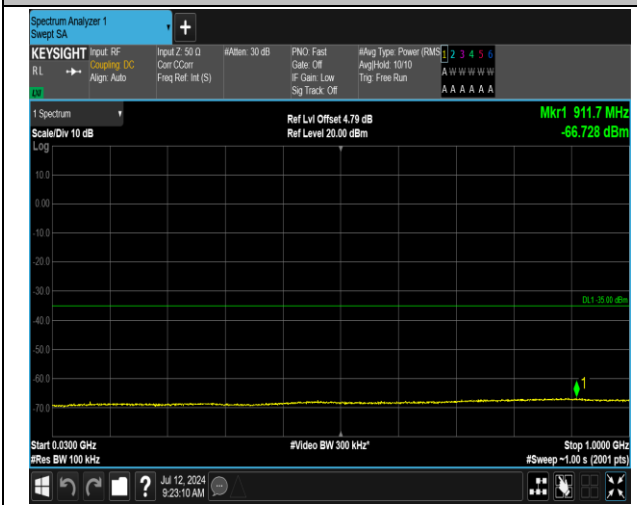 Spectrum Analyzer 1
Swept SA
+
KEYSIGHT Input: RF Input Z: 50 Ω #Atten: 30 dB PNO: Fast #Avg Type: Power (RMS 1 2 3 4 5 6
RL Coupling: DC Corr CCorr Gate: Off Avg|Hold: 10/10 A W W W W W
Align: Auto Freq Ref: Int (S) IF Gain: Low Trig: Free Run
Sig Track: Off A A A A A A
LXI
1 Spectrum Ref Lvl Offset 4.79 dB Mkr1 911.7 MHz
Scale/Div 10 dB Ref Level 20.00 dBm -66.728 dBm
Log
10.0
0.00
-10.0
-20.0
-30.0
DL1 -35.00 dBm
-40.0
-50.0
-60.0
1
-70.0
Start 0.0300 GHz #Video BW 300 kHz* Stop 1.0000 GHz
#Res BW 100 kHz #Sweep ~1.00 s (2001 pts)
? Jul 12, 2024
9:23:10 AM